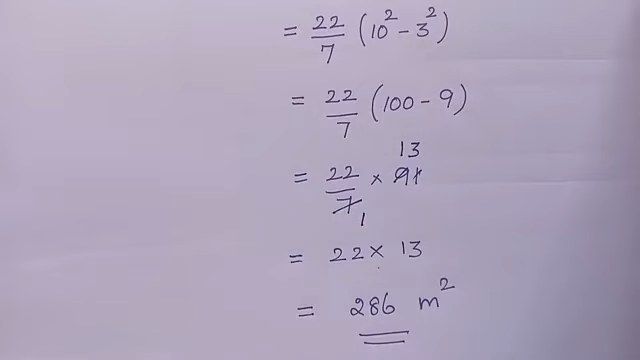 = 22/7 (10² - 3²)
= 22/7 (100 - 9)
= 22/7 × 91 13 1
= 22 × 13
= 286 m²